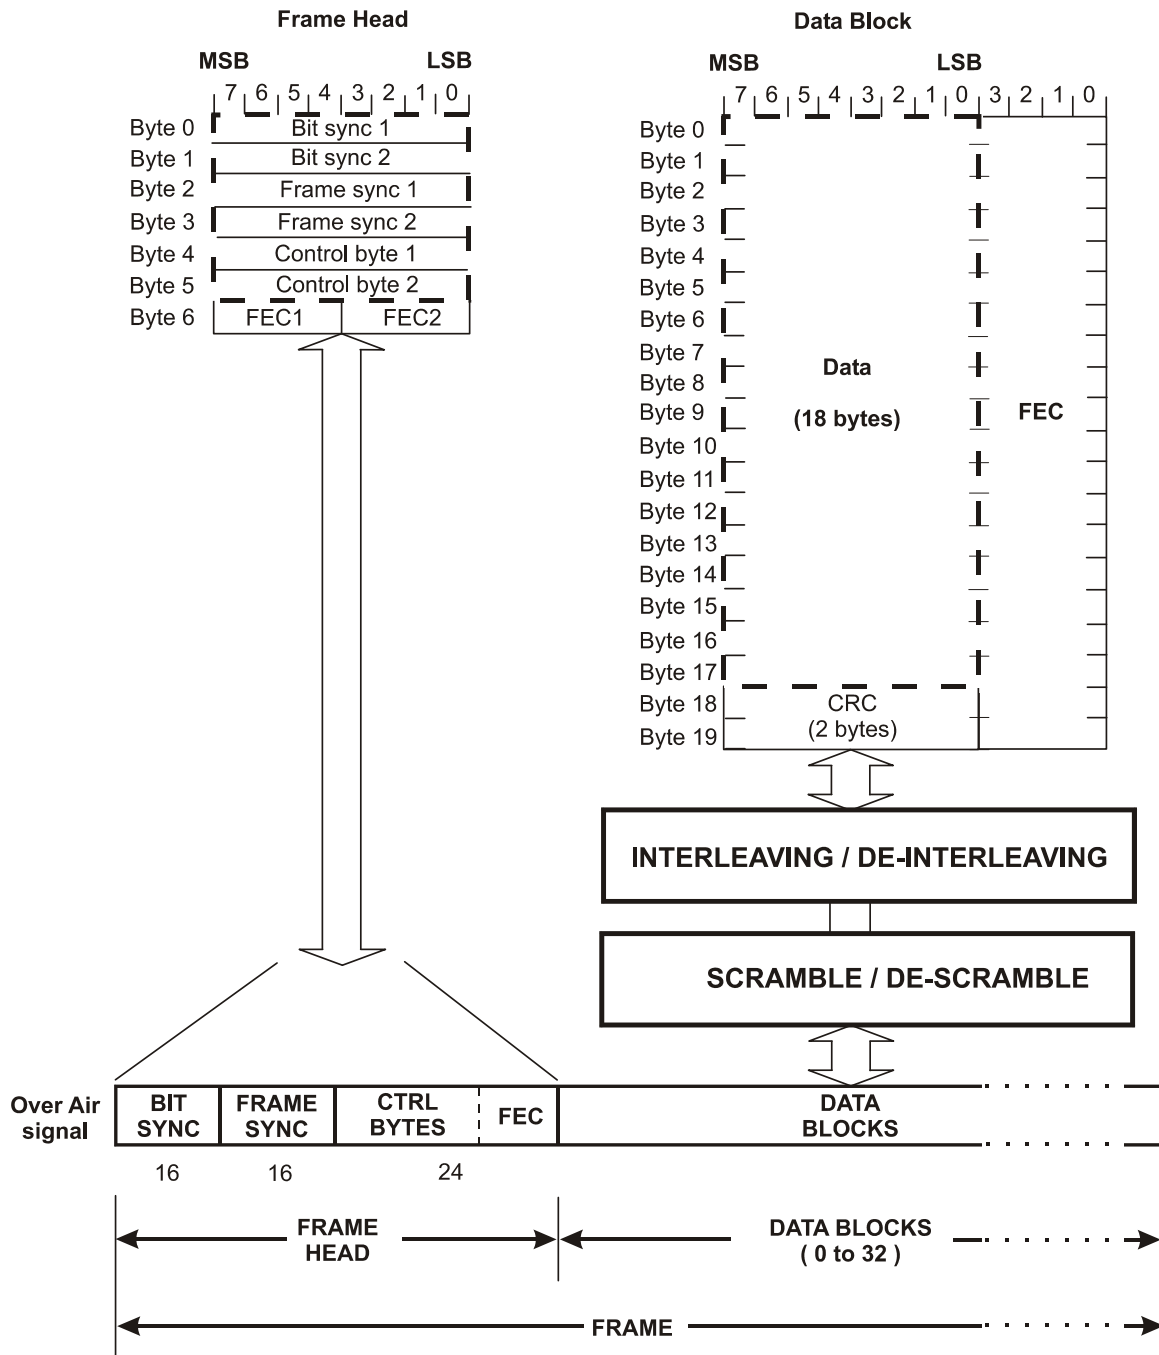 Frame Head
MSB LSB
7 6 5 4 3 2 1 0
Byte 0 Bit sync 1
Byte 1 Bit sync 2
Byte 2 Frame sync 1
Byte 3 Frame sync 2
Byte 4 Control byte 1
Byte 5 Control byte 2
Byte 6 FEC1 FEC2
Data Block
MSB LSB
7 6 5 4 3 2 1 0 3 2 1 0
Byte 0
Byte 1
Byte 2
Byte 3
Byte 4
Byte 5
Byte 6
Byte 7
Byte 8
Byte 9
Byte 10
Byte 11
Byte 12
Byte 13
Byte 14
Byte 15
Byte 16
Byte 17
Byte 18
Byte 19
Data
(18 bytes)
FEC
CRC
(2 bytes)
INTERLEAVING / DE-INTERLEAVING
SCRAMBLE / DE-SCRAMBLE
Over Air
signal
BIT
SYNC
FRAME
SYNC
CTRL
BYTES
FEC
DATA
BLOCKS
16 16 24
FRAME
HEAD
DATA BLOCKS
( 0 to 32 )
FRAME